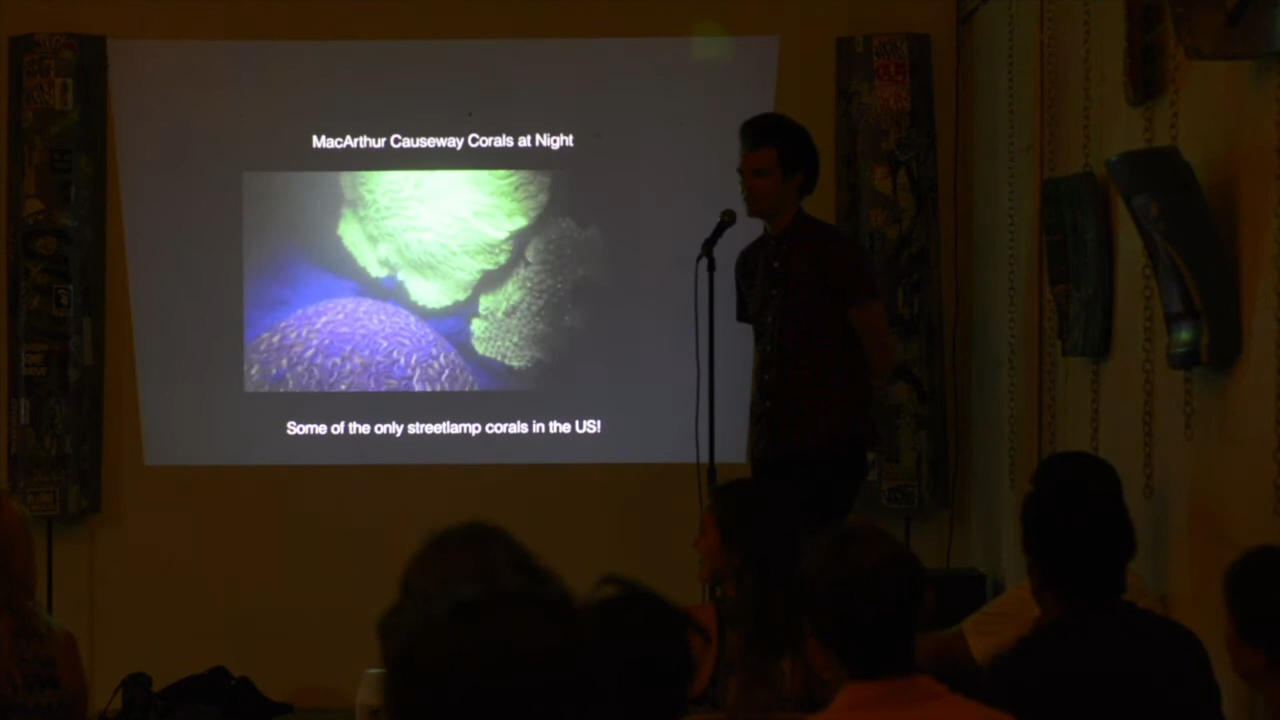 MacArthur Causeway Corals at Night
Some of the only streetlamp corals in the US!